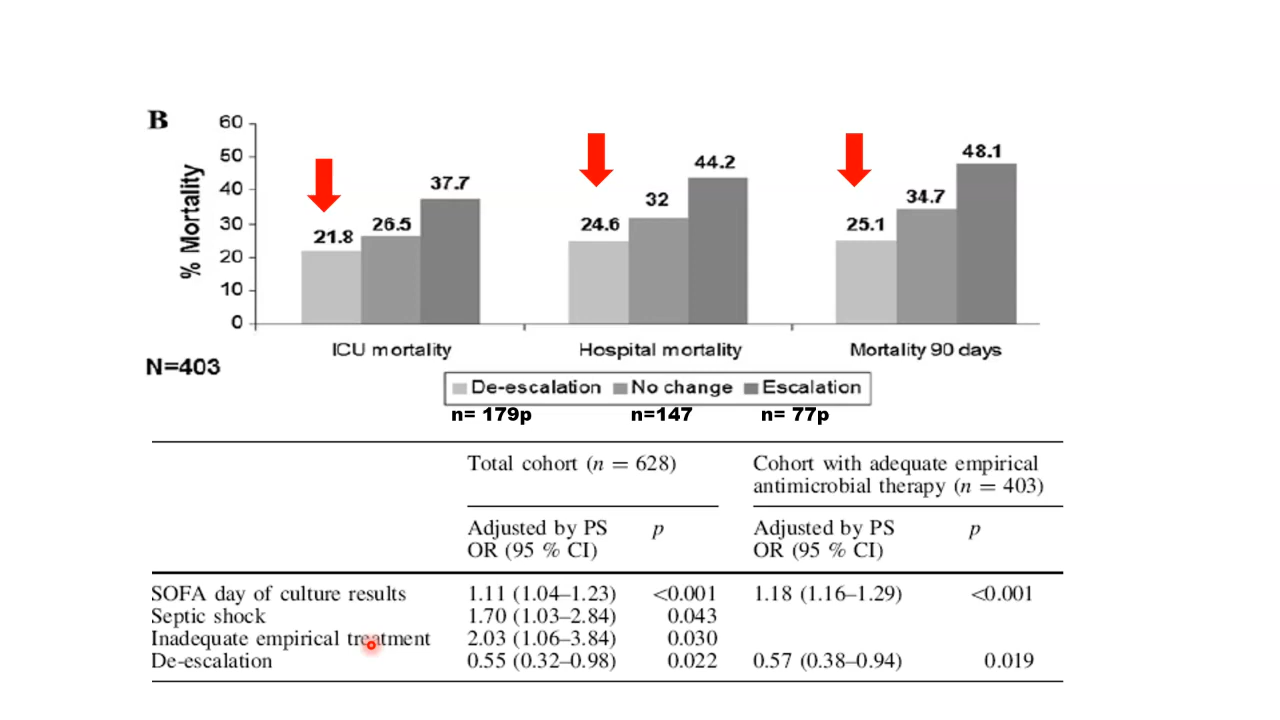 B
% Mortality
60
50
40
30
20
10
0
21.8 26.5 37.7
24.6 32 44.2
25.1 34.7 48.1
ICU mortality Hospital mortality Mortality 90 days
N=403
De-escalation No change Escalation
n= 179p n=147 n= 77p
Total cohort (n = 628) Cohort with adequate empirical
antimicrobial therapy (n = 403)
Adjusted by PS p Adjusted by PS p
OR (95 % CI) OR (95 % CI)
SOFA day of culture results 1.11 (1.04–1.23) <0.001 1.18 (1.16–1.29) <0.001
Septic shock 1.70 (1.03–2.84) 0.043
Inadequate empirical treatment 2.03 (1.06–3.84) 0.030
De-escalation 0.55 (0.32–0.98) 0.022 0.57 (0.38–0.94) 0.019